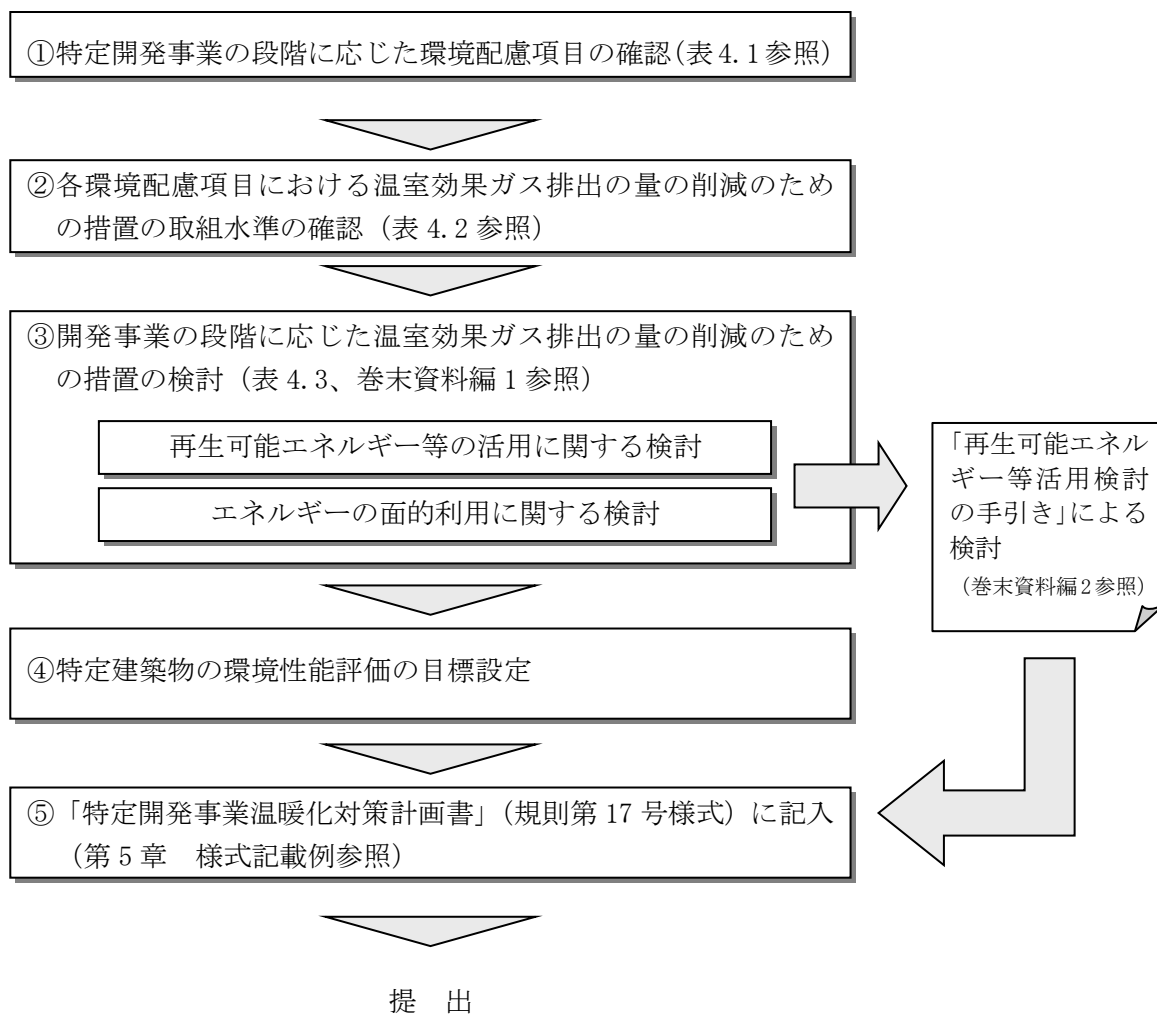 ①特定開発事業の段階に応じた環境配慮項目の確認(表4.1参照)
②各環境配慮項目における温室効果ガス排出の量の削減のため
の措置の取組水準の確認（表 4.2 参照）
③開発事業の段階に応じた温室効果ガス排出の量の削減のため
の措置の検討（表 4.3、巻末資料編 1 参照）
再生可能エネルギー等の活用に関する検討
エネルギーの面的利用に関する検討
「再生可能エネル
ギー等活用検討
の手引き」による
検討
（巻末資料編2参照）
④特定建築物の環境性能評価の目標設定
⑤「特定開発事業温暖化対策計画書」（規則第 17 号様式）に記入
（第 5 章　様式記載例参照）
提　出